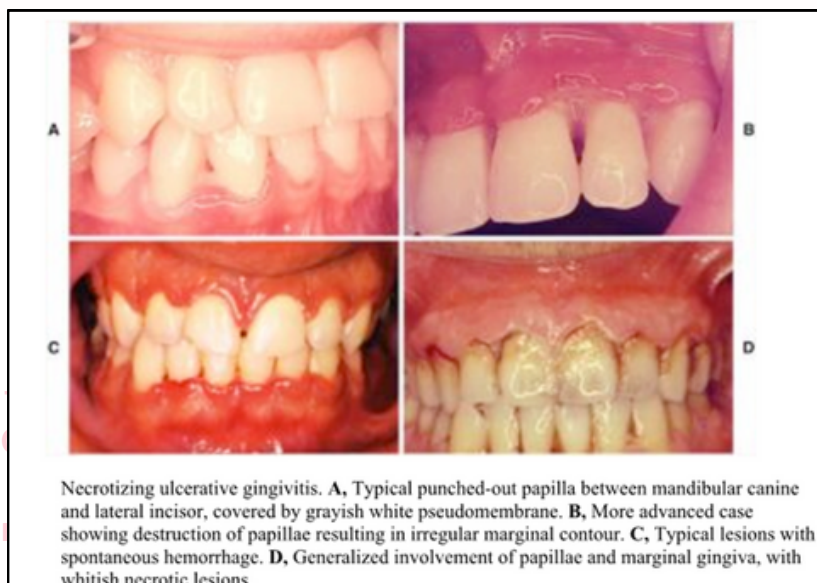 A
B
C
D
Necrotizing ulcerative gingivitis. A, Typical punched-out papilla between mandibular canine
and lateral incisor, covered by grayish white pseudomembrane. B, More advanced case
showing destruction of papillae resulting in irregular marginal contour. C, Typical lesions with
spontaneous hemorrhage. D, Generalized involvement of papillae and marginal gingiva, with
whitish necrotic lesions